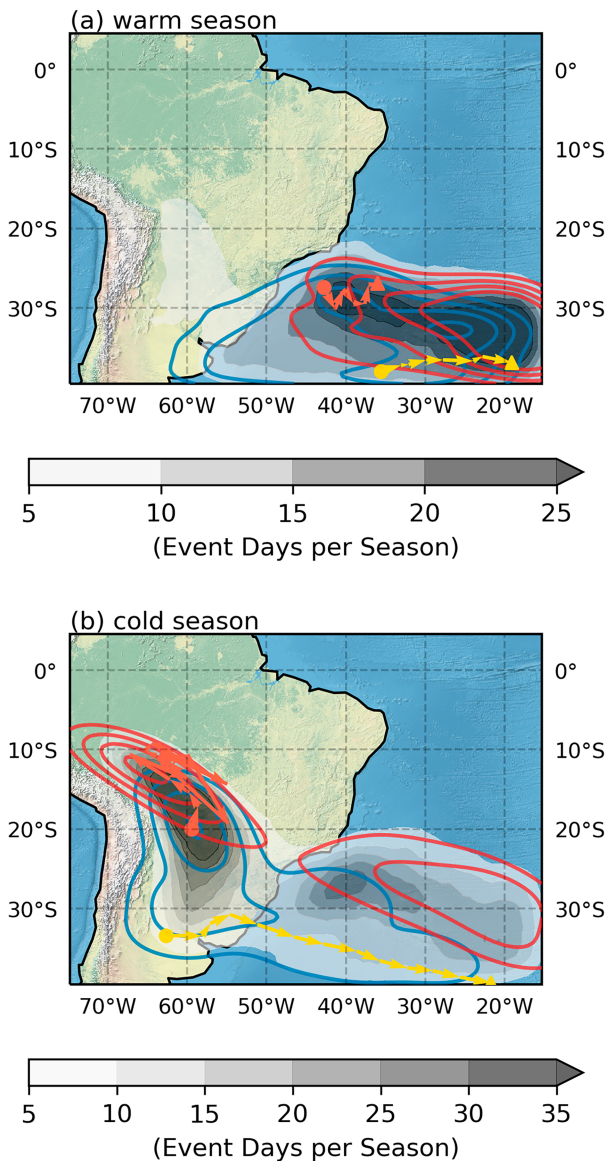 (a) warm season
0° 0°
10°S 10°S
20°S 20°S
30°S 30°S
70°W 60°W 50°W 40°W 30°W 20°W
5 10 15 20 25
(Event Days per Season)
(b) cold season
0° 0°
10°S 10°S
20°S 20°S
30°S 30°S
70°W 60°W 50°W 40°W 30°W 20°W
5 10 15 20 25 30 35
(Event Days per Season)